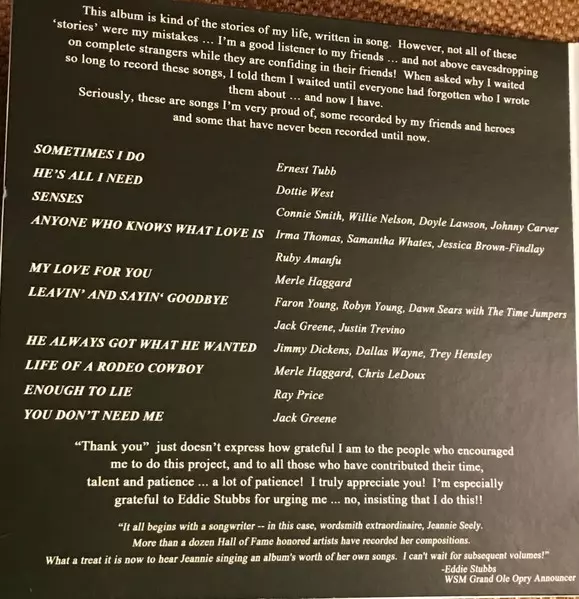 This album is kind of the stories of my life, written in song. However, not all of these
'stories' were my mistakes ... I'm a good listener to my friends ... and not above eavesdropping
on complete strangers while they are confiding in their friends! When asked why I waited
so long to record these songs, I told them I waited until everyone had forgotten who I wrote
them about ... and now I have.
Seriously, these are songs I'm very proud of, some recorded by my friends and heroes
and some that have never been recorded until now.
SOMETIMES I DO Ernest Tubb
HE'S ALL I NEED Dottie West
SENSES Connie Smith, Willie Nelson, Doyle Lawson, Johnny Carver
ANYONE WHO KNOWS WHAT LOVE IS Irma Thomas, Samantha Whates, Jessica Brown-Findlay
Ruby Amanfu
MY LOVE FOR YOU Merle Haggard
LEAVIN' AND SAYIN' GOODBYE Faron Young, Robyn Young, Dawn Sears with The Time Jumpers
Jack Greene, Justin Trevino
HE ALWAYS GOT WHAT HE WANTED Jimmy Dickens, Dallas Wayne, Trey Hensley
LIFE OF A RODEO COWBOY Merle Haggard, Chris LeDoux
ENOUGH TO LIE Ray Price
YOU DON'T NEED ME Jack Greene
"Thank you" just doesn't express how grateful I am to the people who encouraged
me to do this project, and to all those who have contributed their time,
talent and patience ... a lot of patience! I truly appreciate you! I'm especially
grateful to Eddie Stubbs for urging me ... no, insisting that I do this!!
"It all begins with a songwriter -- in this case, wordsmith extraordinaire, Jeannie Seely.
More than a dozen Hall of Fame honored artists have recorded her compositions.
What a treat it is now to hear Jeannie singing an album's worth of her own songs. I can't wait for subsequent volumes!"
-Eddie Stubbs
WSM Grand Ole Opry Announcer